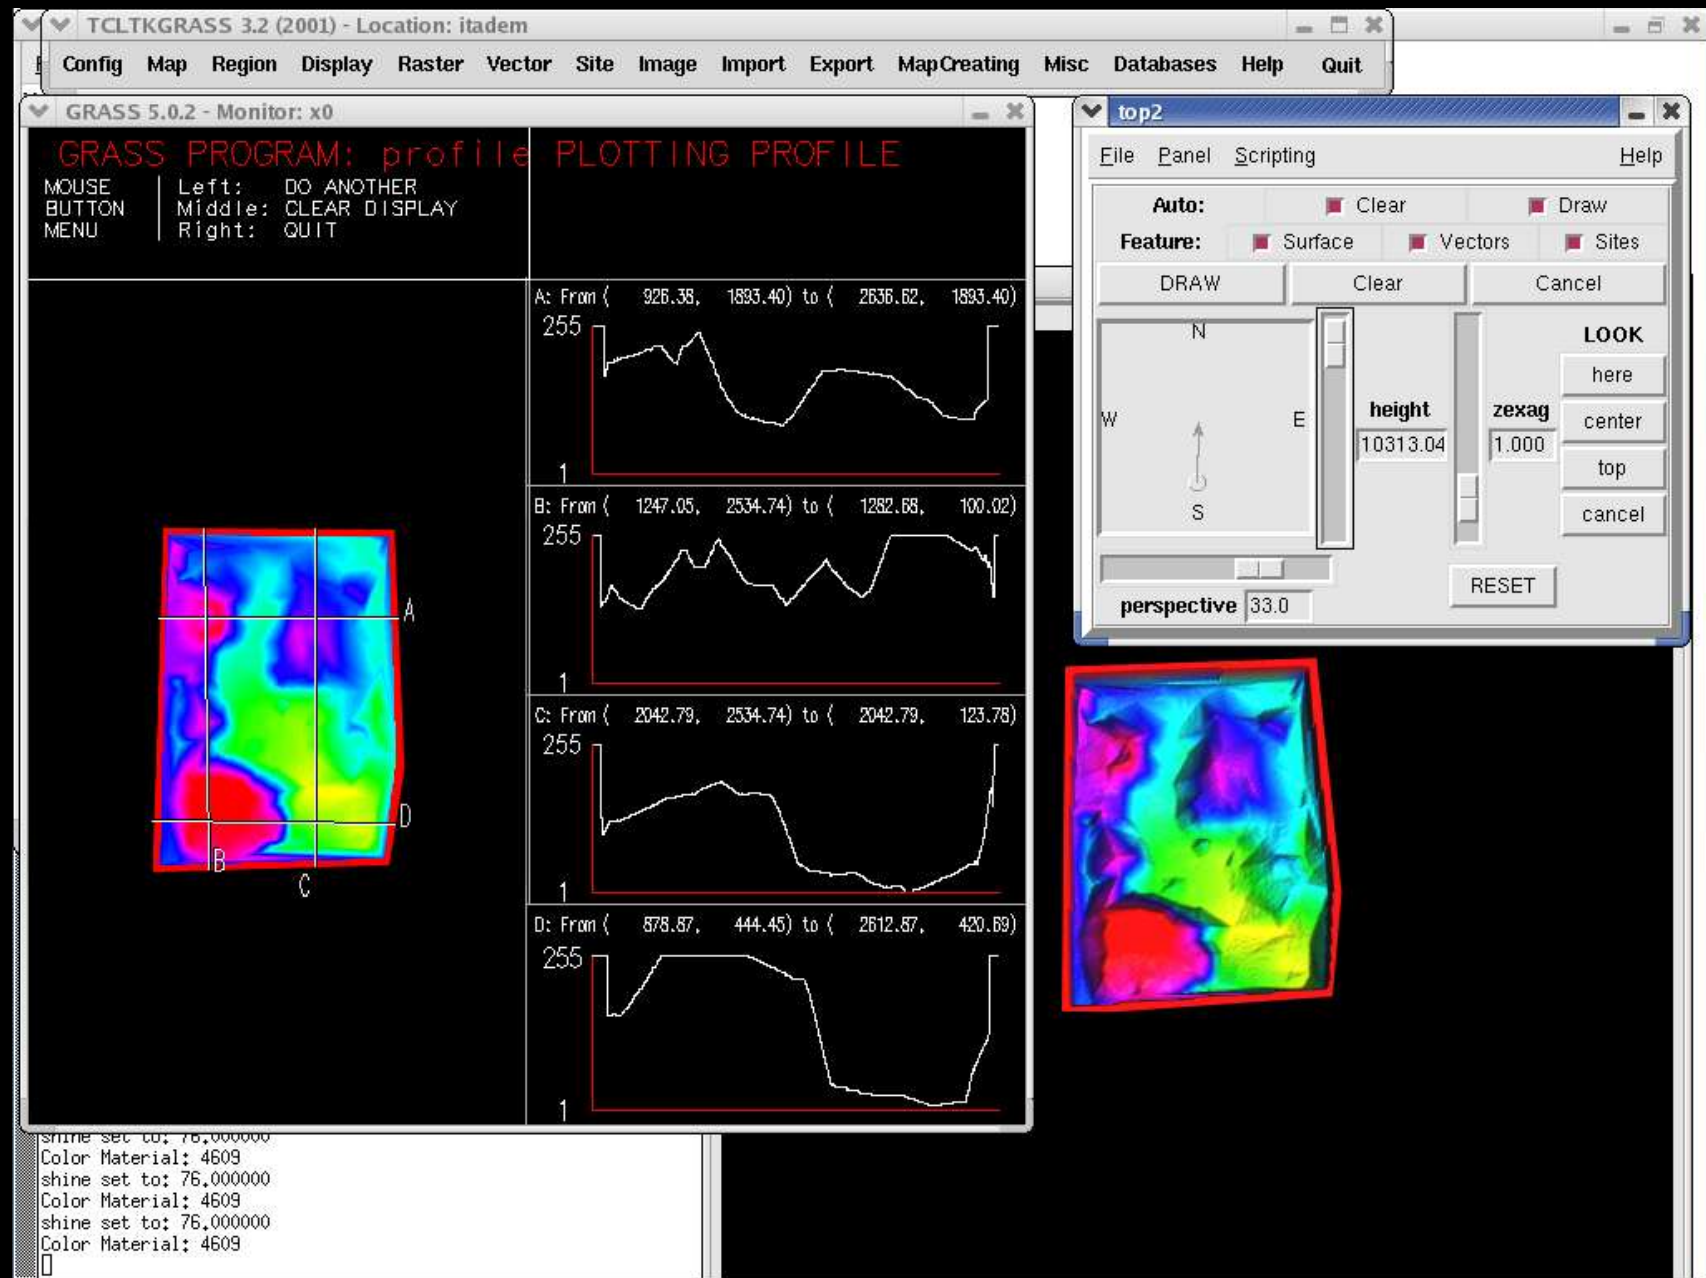 TCLTKGRASS 3.2 (2001) - Location: itadem
Config Map Region Display Raster Vector Site Image Import Export MapCreating Misc Databases Help Quit
GRASS 5.0.2 - Monitor: x0
GRASS PROGRAM: profile PLOTTING PROFILE
MOUSE Left: DO ANOTHER
BUTTON Middle: CLEAR DISPLAY
MENU Right: QUIT
A: From ( 926.38, 1893.40) to ( 2636.62, 1893.40)
255
1
B: From ( 1247.05, 2534.74) to ( 1282.68, 100.02)
255
1
C: From ( 2042.79, 2534.74) to ( 2042.79, 123.78)
255
1
D: From ( 878.87, 444.45) to ( 2612.87, 420.69)
255
1
A
D
B
C
top2
File Panel Scripting Help
Auto: Clear Draw
Feature: Surface Vectors Sites
DRAW Clear Cancel
N
W E
S
height
10313.04
zexag
1.000
LOOK
here
center
top
cancel
perspective 33.0
RESET
shine set to: 76.000000
Color Material: 4609
shine set to: 76.000000
Color Material: 4609
shine set to: 76.000000
Color Material: 4609